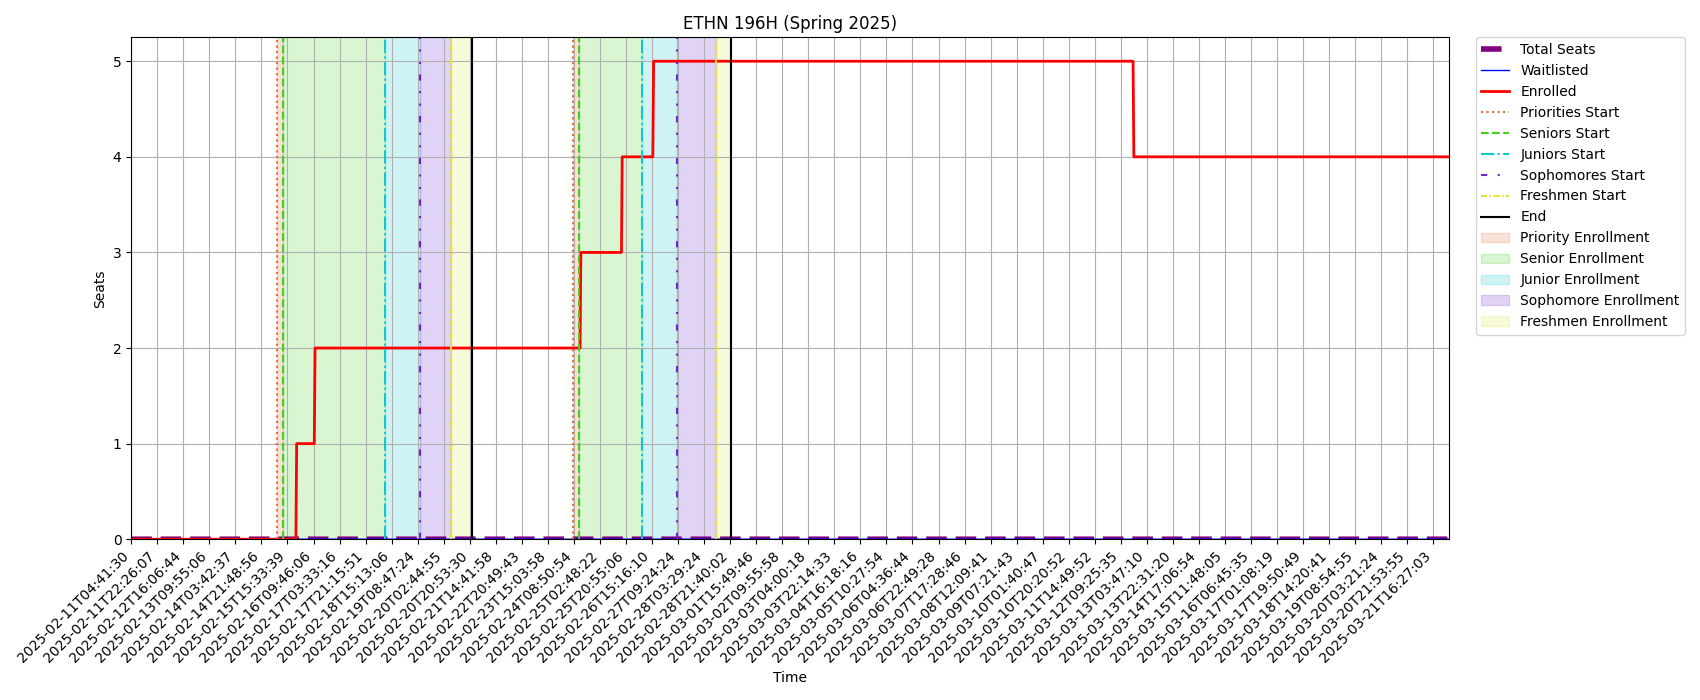 ETHN 196H (Spring 2025)
Seats
5
4
3
2
1
0
2025-02-11T04:41:30
2025-02-11T22:26:07
2025-02-12T16:06:44
2025-02-13T09:55:06
2025-02-14T03:42:37
2025-02-14T21:48:56
2025-02-15T15:33:39
2025-02-16T09:46:06
2025-02-17T03:33:16
2025-02-17T21:15:51
2025-02-18T15:13:06
2025-02-19T08:47:24
2025-02-20T02:44:55
2025-02-20T20:53:30
2025-02-21T14:41:58
2025-02-22T20:49:43
2025-02-23T15:03:58
2025-02-24T08:50:54
2025-02-25T02:48:22
2025-02-25T20:55:06
2025-02-26T15:16:10
2025-02-27T09:24:24
2025-02-28T03:29:24
2025-02-28T21:40:02
2025-03-01T15:49:46
2025-03-02T09:55:58
2025-03-03T04:00:18
2025-03-03T22:14:33
2025-03-04T16:18:16
2025-03-05T10:27:54
2025-03-06T04:36:44
2025-03-06T22:49:28
2025-03-07T17:28:46
2025-03-08T12:09:41
2025-03-09T07:21:43
2025-03-10T01:40:47
2025-03-10T20:20:52
2025-03-11T14:49:52
2025-03-12T09:25:35
2025-03-13T03:47:10
2025-03-13T22:31:20
2025-03-14T17:06:54
2025-03-15T11:48:05
2025-03-16T06:45:35
2025-03-17T01:08:19
2025-03-17T19:50:49
2025-03-18T14:20:41
2025-03-19T08:54:55
2025-03-20T03:21:24
2025-03-20T21:53:55
2025-03-21T16:27:03
Time
Total Seats
Waitlisted
Enrolled
Priorities Start
Seniors Start
Juniors Start
Sophomores Start
Freshmen Start
End
Priority Enrollment
Senior Enrollment
Junior Enrollment
Sophomore Enrollment
Freshmen Enrollment